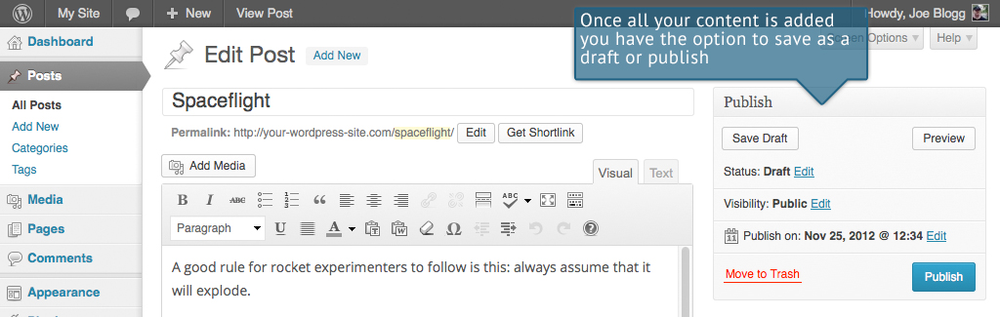 My Site
New
View Post
Howdy, Joe Blogg
Once all your content is added
you have the option to save as a
draft or publish
Options
Help
Dashboard
Posts
All Posts
Add New
Categories
Tags
Media
Pages
Comments
Appearance
Edit Post
Add New
Spaceflight
Permalink: http://your-wordpress-site.com/spaceflight/ Edit Get Shortlink
Add Media
Visual Text
B I ABC ABC
Paragraph U A Ω
A good rule for rocket experimenters to follow is this: always assume that it
will explode.
Publish
Save Draft Preview
Status: Draft Edit
Visibility: Public Edit
Publish on: Nov 25, 2012 @ 12:34 Edit
Move to Trash Publish